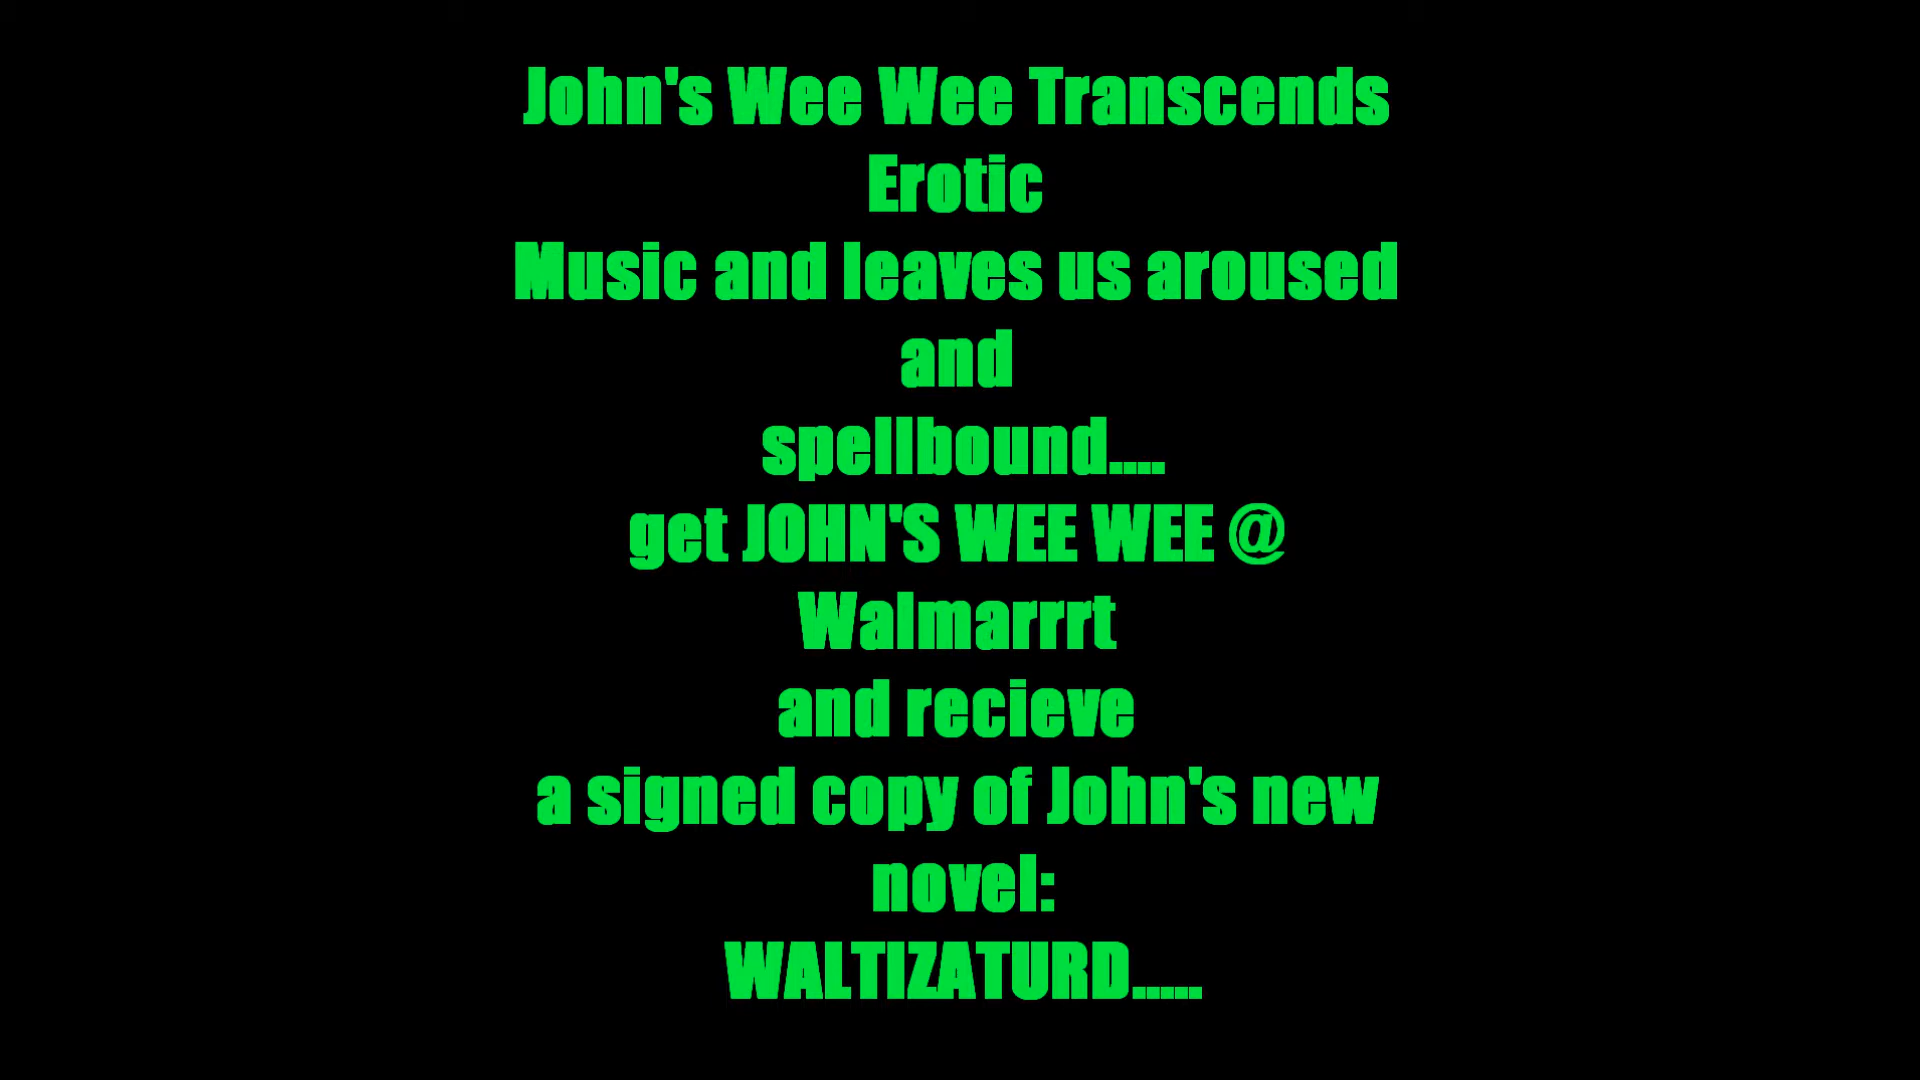 John's Wee Wee Transcends
Erotic
Music and leaves us aroused
and
spellbound....
get JOHN'S WEE WEE @
Walmarrrt
and recieve
a signed copy of John's new
novel:
WALTIZATURD.....